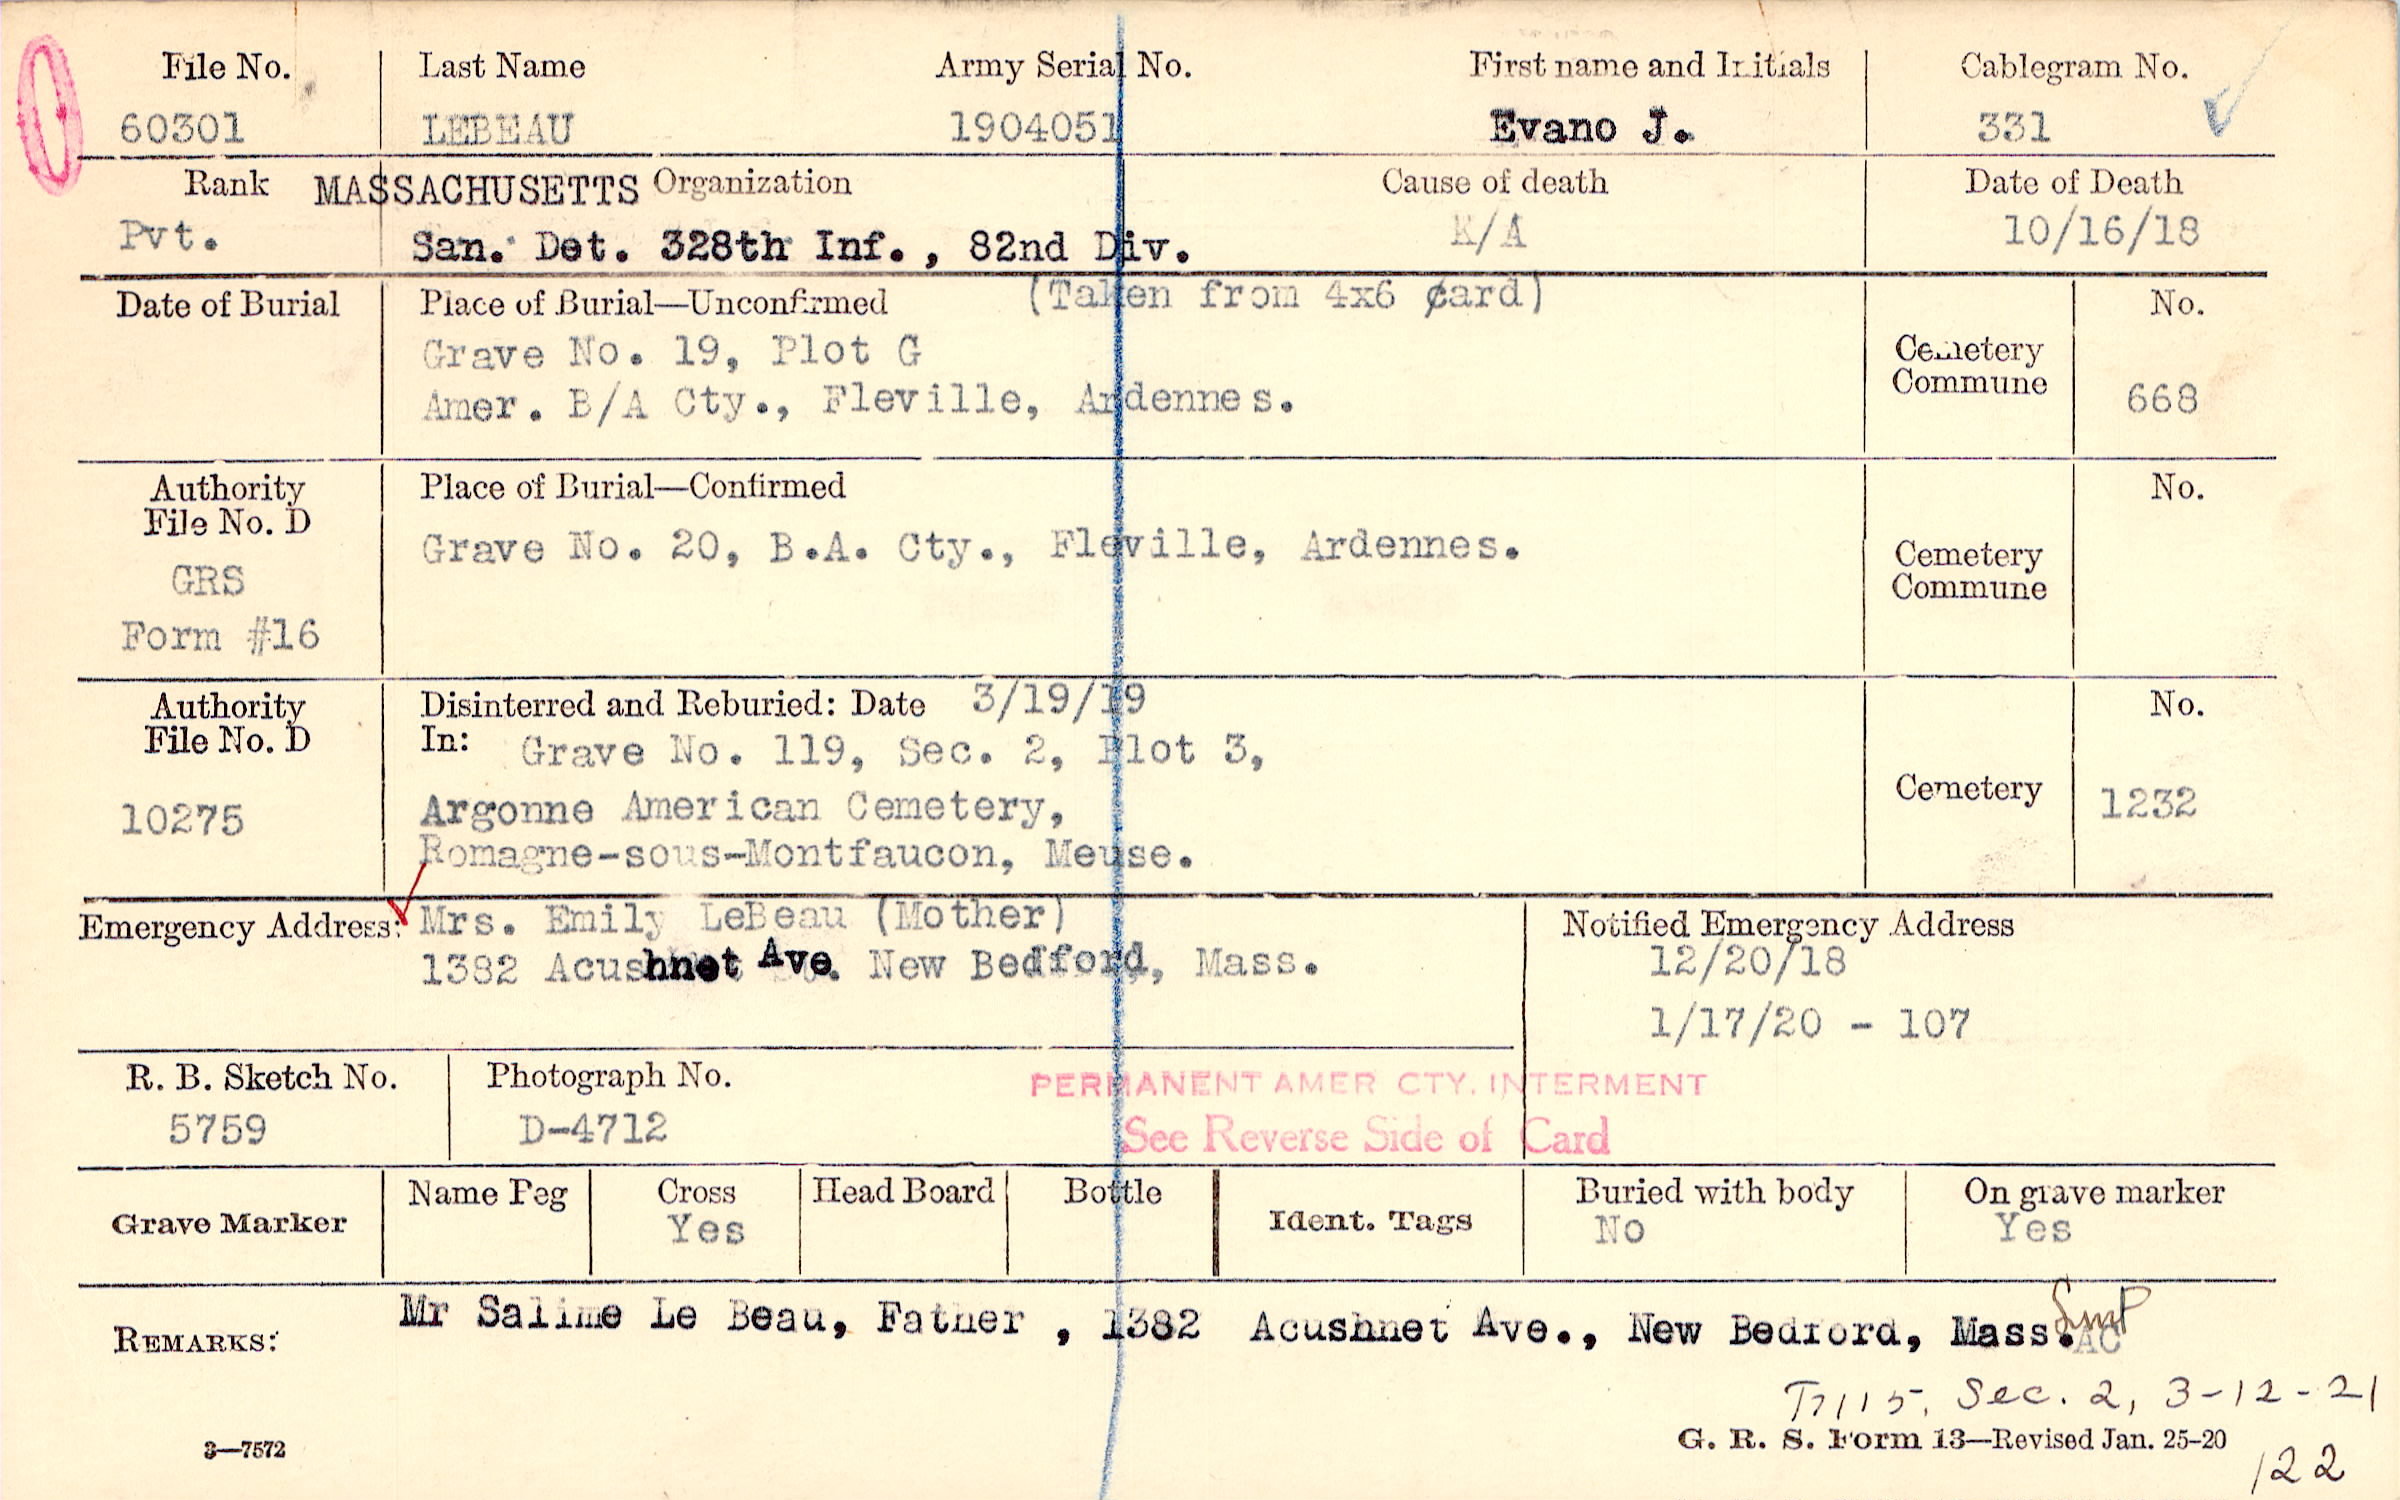 File No. Last Name Army Serial No. First name and Initials Cablegram No.
60301 LEBEAU 1904051 Evano J. 331
Rank MASSACHUSETTS Organization Cause of death Date of Death
Pvt. San. Det. 328th Inf., 82nd Div. K/A 10/16/18
Date of Burial Place of Burial—Unconfirmed (Taken from 4x6 card) No.
Grave No. 19, Plot G
Amer. B/A Cty., Fleville, Ardennes.
Cemetery
Commune
668
Authority
File No. D
GRS
Form #16
Place of Burial—Confirmed
Grave No. 20, B.A. Cty., Fleville, Ardennes.
Cemetery
Commune
No.
Authority
File No. D
10275
Disinterred and Reburied: Date 3/19/19
In: Grave No. 119, Sec. 2, Plot 3,
Argonne American Cemetery,
Romagne-sous-Montfaucon, Meuse.
Cemetery
No.
1232
Emergency Address: Mrs. Emily LeBeau (Mother)
1382 Acushnet Ave. New Bedford, Mass.
Notified Emergency Address
12/20/18
1/17/20 - 107
R. B. Sketch No. Photograph No.
5759 D-4712
PERMANENT AMER CTY. INTERMENT
See Reverse Side of Card
Grave Marker
Name Peg Cross Head Board Bottle
Yes
Ident. Tags
Buried with body On grave marker
No Yes
REMARKS: Mr Salime Le Beau, Father , 1382 Acushnet Ave., New Bedford, Mass.
AC
Sec. 2, 3-12-21
3—7572
G. R. S. Form 13—Revised Jan. 25-20
122